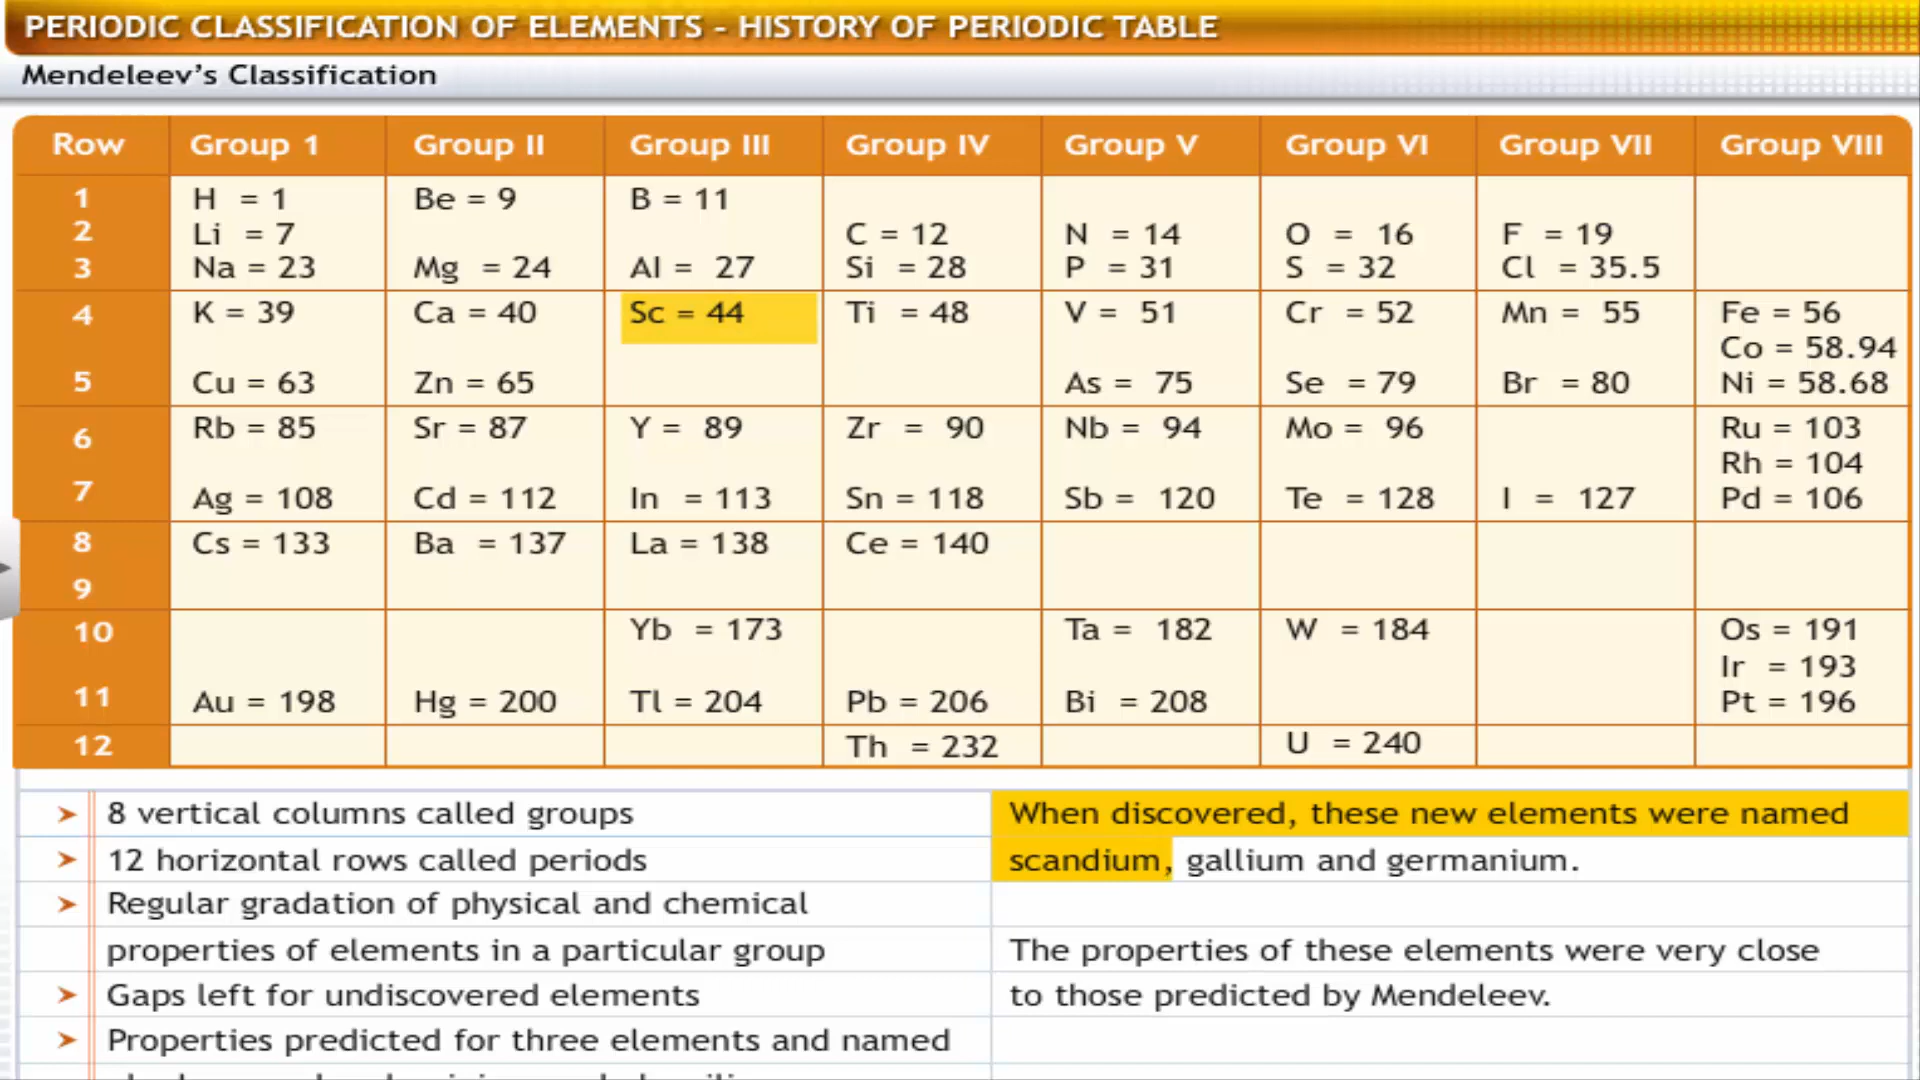 PERIODIC CLASSIFICATION OF ELEMENTS - HISTORY OF PERIODIC TABLE
Mendeleev's Classification
Row Group 1 Group II Group III Group IV Group V Group VI Group VII Group VIII
1 H = 1 Be = 9 B = 11
2 Li = 7 C = 12 N = 14 O = 16 F = 19
3 Na = 23 Mg = 24 Al = 27 Si = 28 P = 31 S = 32 Cl = 35.5
4 K = 39 Ca = 40 Sc = 44 Ti = 48 V = 51 Cr = 52 Mn = 55 Fe = 56
Co = 58.94
5 Cu = 63 Zn = 65 As = 75 Se = 79 Br = 80 Ni = 58.68
6 Rb = 85 Sr = 87 Y = 89 Zr = 90 Nb = 94 Mo = 96 Ru = 103
Rh = 104
7 Ag = 108 Cd = 112 In = 113 Sn = 118 Sb = 120 Te = 128 I = 127 Pd = 106
8 Cs = 133 Ba = 137 La = 138 Ce = 140
9
10 Yb = 173 Ta = 182 W = 184 Os = 191
Ir = 193
11 Au = 198 Hg = 200 Tl = 204 Pb = 206 Bi = 208 Pt = 196
12 Th = 232 U = 240
8 vertical columns called groups
12 horizontal rows called periods
Regular gradation of physical and chemical
properties of elements in a particular group
Gaps left for undiscovered elements
Properties predicted for three elements and named
When discovered, these new elements were named
scandium, gallium and germanium.
The properties of these elements were very close
to those predicted by Mendeleev.